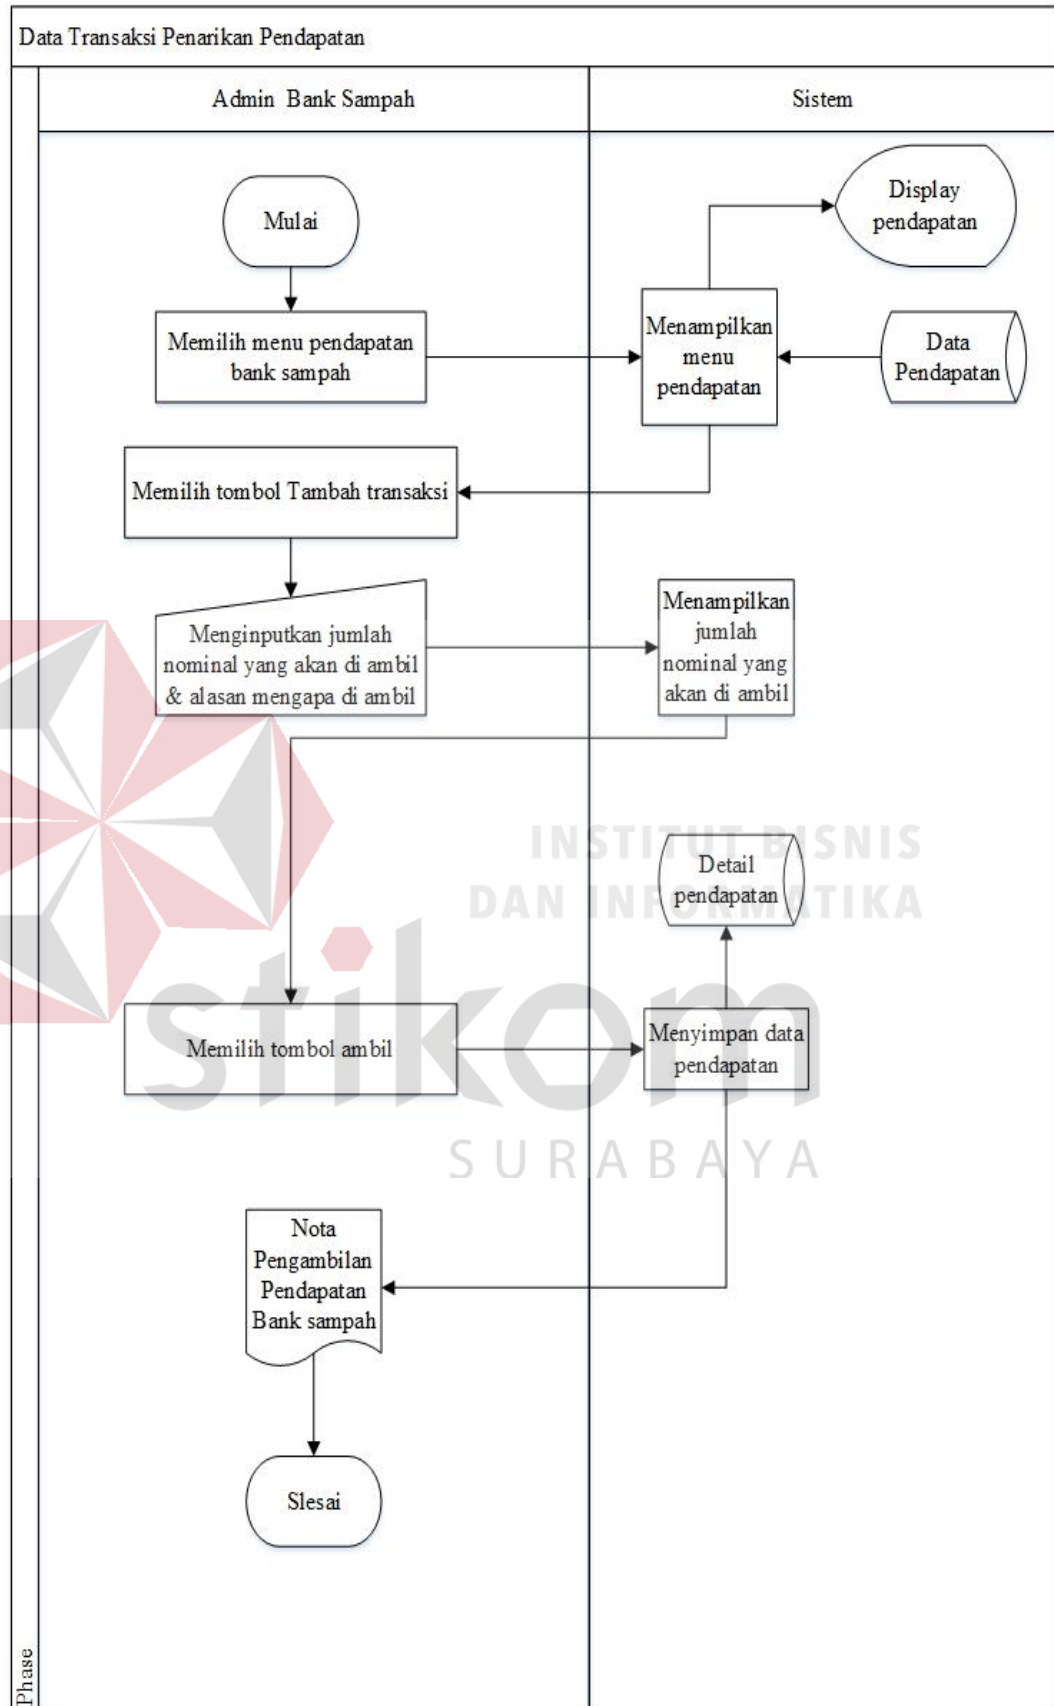 Data Transaksi Penarikan Pendapatan
Admin Bank Sampah
Sistem
Mulai
Display
pendapatan
Memilih menu pendapatan
bank sampah
Menampilkan
menu
pendapatan
Data
Pendapatan
Memilih tombol Tambah transaksi
Menginputkan jumlah
nominal yang akan di ambil
& alasan mengapa di ambil
Menampilkan
jumlah
nominal yang
akan di ambil
INSTITUT BISNIS
DAN INFORMATIKA
Detail
pendapatan
stikom
Memilih tombol ambil
Menyimpan data
pendapatan
SURABAYA
Nota
Pengambilan
Pendapatan
Bank sampah
Slesai
Phase